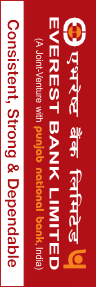 एभरेष्ट बैंक लिमिटेड
EVEREST BANK LIMITED
(A Joint-Venture with punjab national bank, India)
Consistent, Strong & Dependable